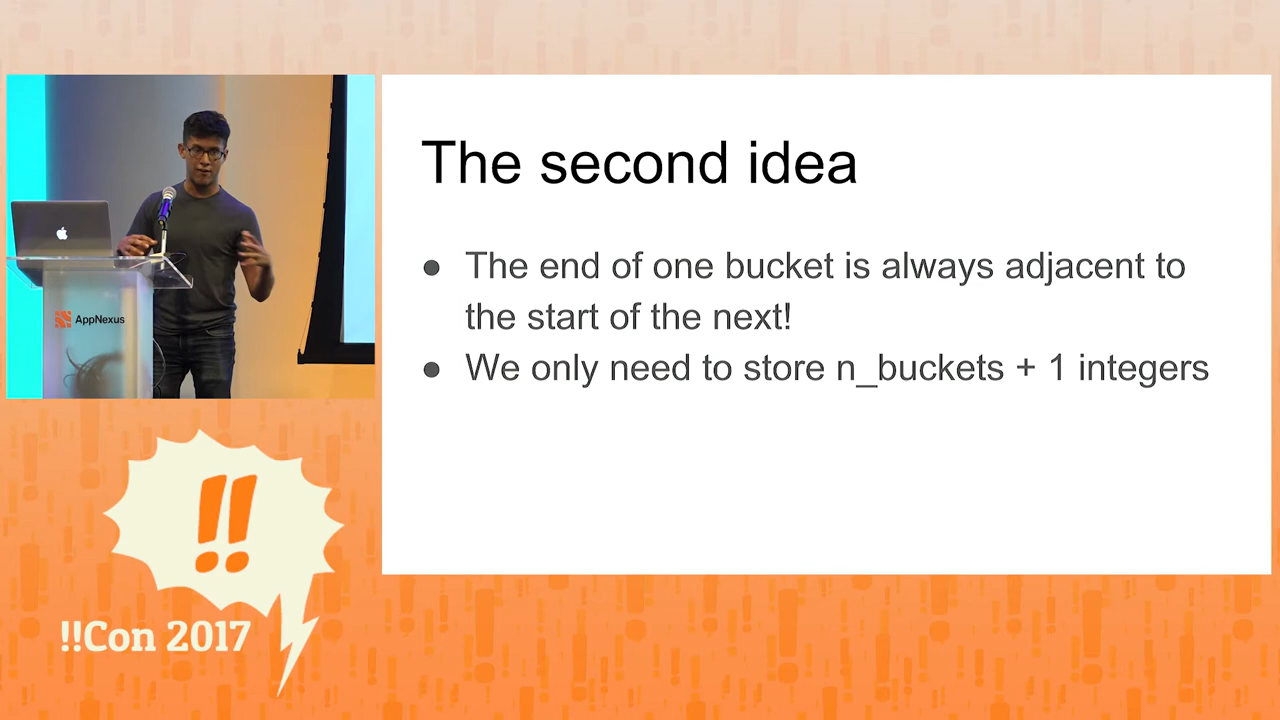 The second idea
● The end of one bucket is always adjacent to
the start of the next!
● We only need to store n_buckets + 1 integers
AppNexus
!!
!!Con 2017